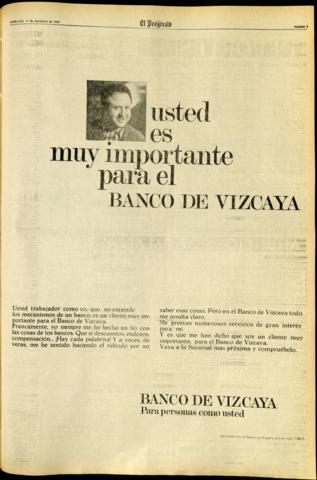 El Progreso
usted
es
muy importante
para el
BANCO DE VIZCAYA
Usted trabajador como yo, que, no entiendo
los mecanismos de un banco, es un cliente muy im-
portante para el Banco de Vizcaya.
Francamente, yo siempre me he hecho un lío con
las cosas de los bancos. Que si descuentos, endosos,
compensación... ¡Hay cada palabrita! Y a veces, de
veras, me he sentido haciendo el ridículo por no
saber esas cosas. Pero en el Banco de Vizcaya todo
me resulta claro.
Me prestan numerosos servicios de gran interés
para mí.
Y es que me han dicho que soy un cliente muy
importante, para el Banco de Vizcaya.
Vaya a la Sucursal más próxima y compruébelo.
BANCO DE VIZCAYA
Para personas como usted